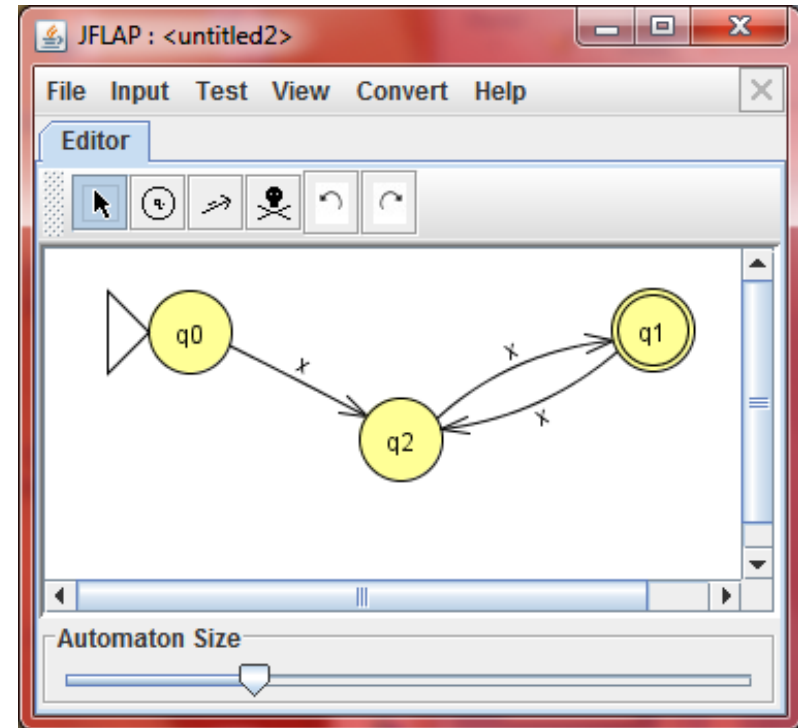 JFLAP : <untitled2>
File Input Test View Convert Help
Editor
q
q0
x
x
q1
x
q2
Automaton Size